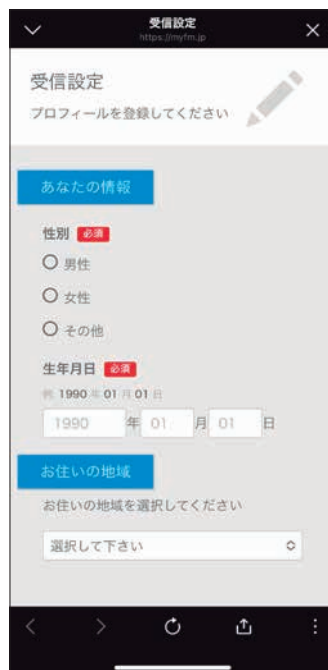 受信設定
https://myfm.jp
受信設定
プロフィールを登録してください
あなたの情報
性別 必須
男性
女性
その他
生年月日 必須
例 1990 年 01 月 01 日
1990 年 01 月 01 日
お住いの地域
お住いの地域を選択してください
選択して下さい